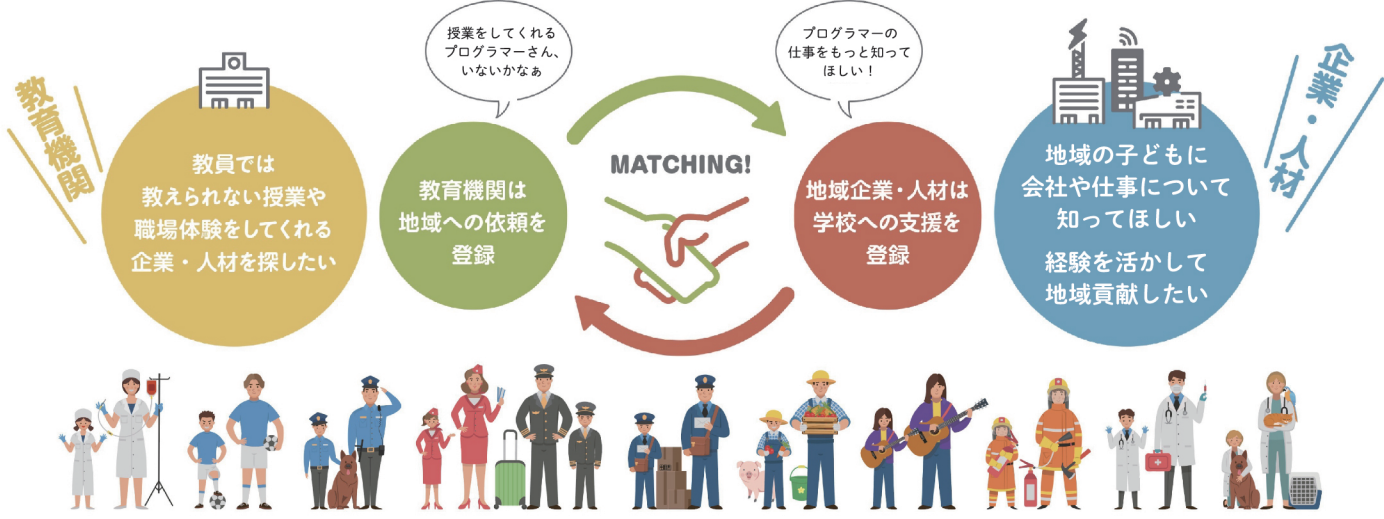 教育機関
教員では
教えられない授業や
職場体験をしてくれる
企業・人材を探したい
授業をしてくれる
プログラマーさん、
いないかなぁ
教育機関は
地域への依頼を
登録
MATCHING!
プログラマーの
仕事をもっと知って
ほしい！
地域企業・人材は
学校への支援を
登録
企業・人材
地域の子どもに
会社や仕事について
知ってほしい
経験を活かして
地域貢献したい